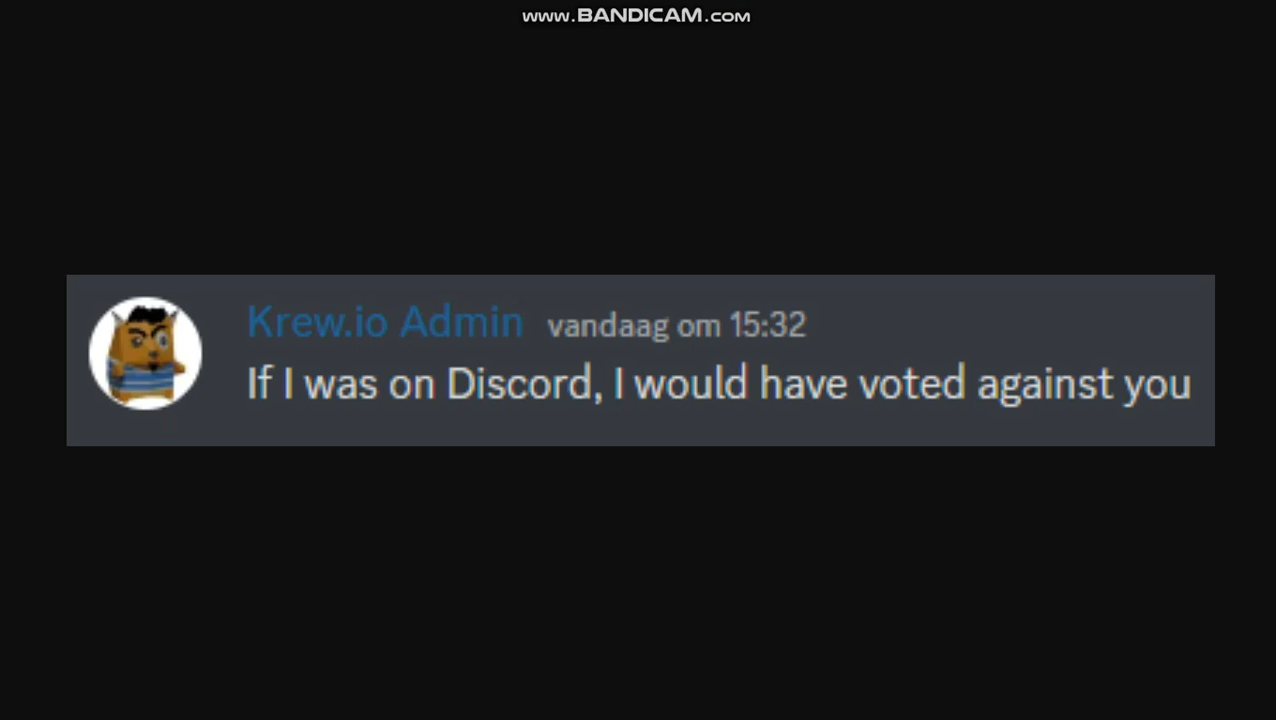 www.BANDICAM.com
Krew.io Admin vandaag om 15:32
If I was on Discord, I would have voted against you